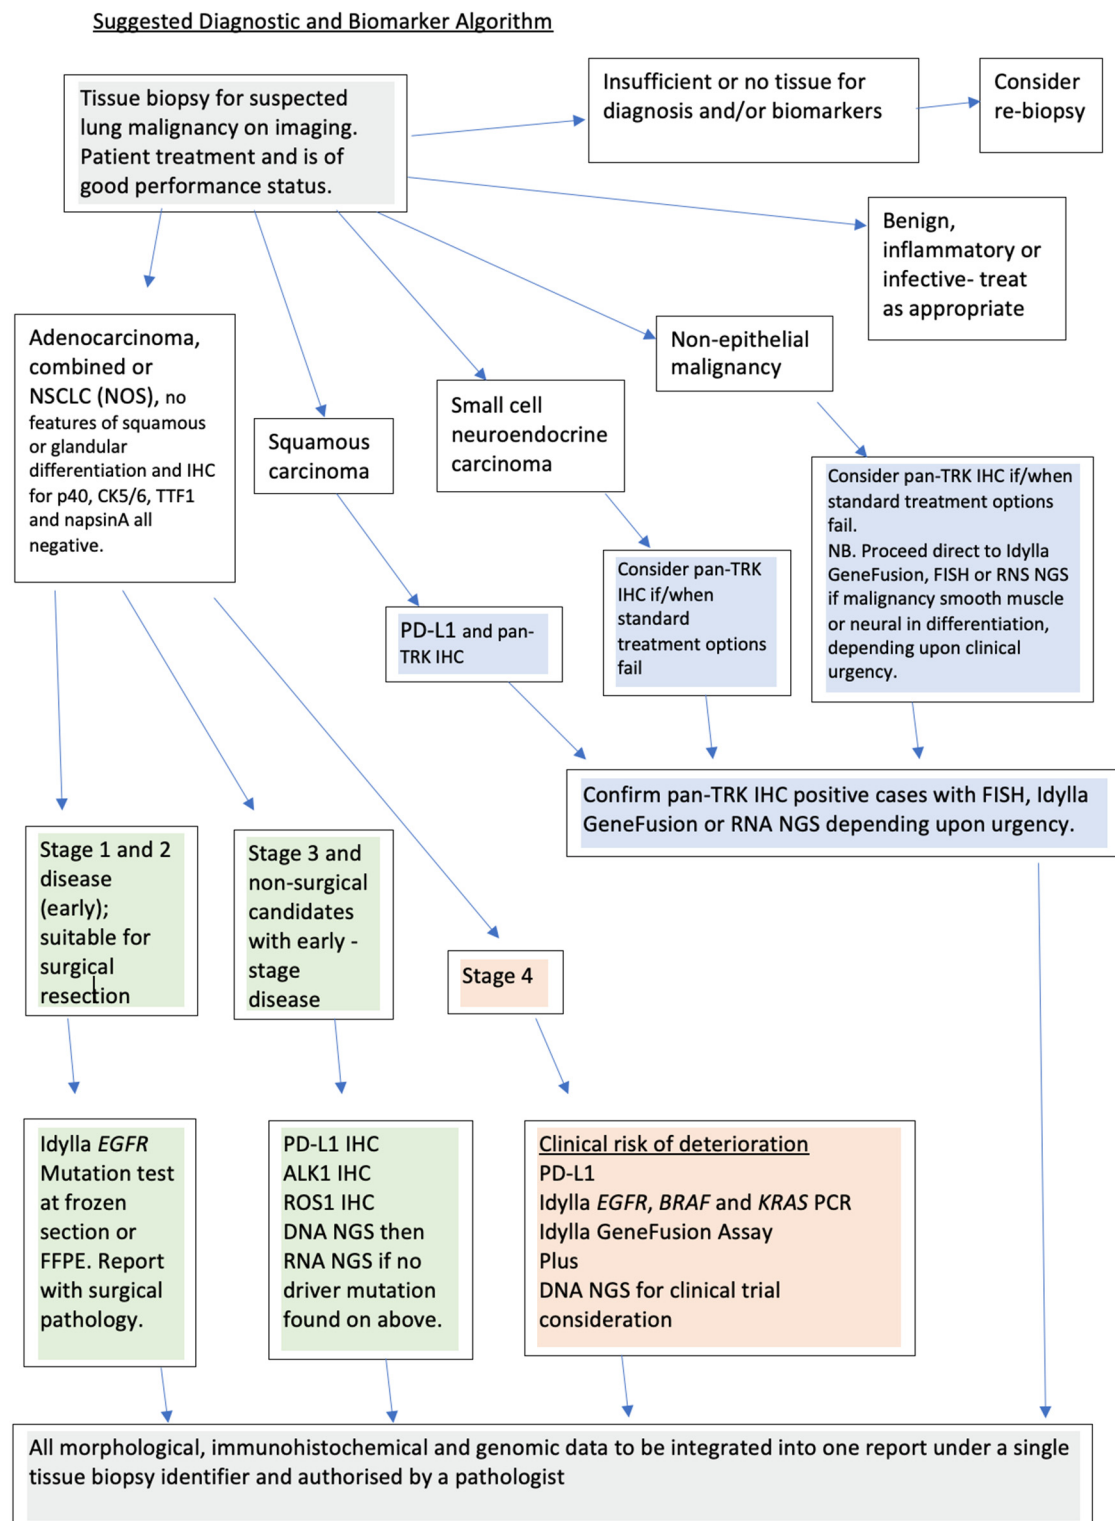 Suggested Diagnostic and Biomarker Algorithm
Tissue biopsy for suspected
lung malignancy on imaging.
Patient treatment and is of
good performance status.
Insufficient or no tissue for
diagnosis and/or biomarkers
Consider
re-biopsy
Benign,
inflammatory or
infective- treat
as appropriate
Adenocarcinoma,
combined or
NSCLC (NOS), no
features of squamous
or glandular
differentiation and IHC
for p40, CK5/6, TTF1
and napsinA all
negative.
Squamous
carcinoma
Small cell
neuroendocrine
carcinoma
Non-epithelial
malignancy
PD-L1 and pan-
TRK IHC
Consider pan-TRK
IHC if/when
standard
treatment options
fail
Consider pan-TRK IHC if/when
standard treatment options
fail.
NB. Proceed direct to Idylla
GeneFusion, FISH or RNS NGS
if malignancy smooth muscle
or neural in differentiation,
depending upon clinical
urgency.
Confirm pan-TRK IHC positive cases with FISH, Idylla
GeneFusion or RNA NGS depending upon urgency.
Stage 1 and 2
disease
(early);
suitable for
surgical
resection
Stage 3 and
non-surgical
candidates
with early -
stage
disease
Stage 4
Idylla EGFR
Mutation test
at frozen
section or
FFPE. Report
with surgical
pathology.
PD-L1 IHC
ALK1 IHC
ROS1 IHC
DNA NGS then
RNA NGS if no
driver mutation
found on above.
Clinical risk of deterioration
PD-L1
Idylla EGFR, BRAF and KRAS PCR
Idylla GeneFusion Assay
Plus
DNA NGS for clinical trial
consideration
All morphological, immunohistochemical and genomic data to be integrated into one report under a single
tissue biopsy identifier and authorised by a pathologist